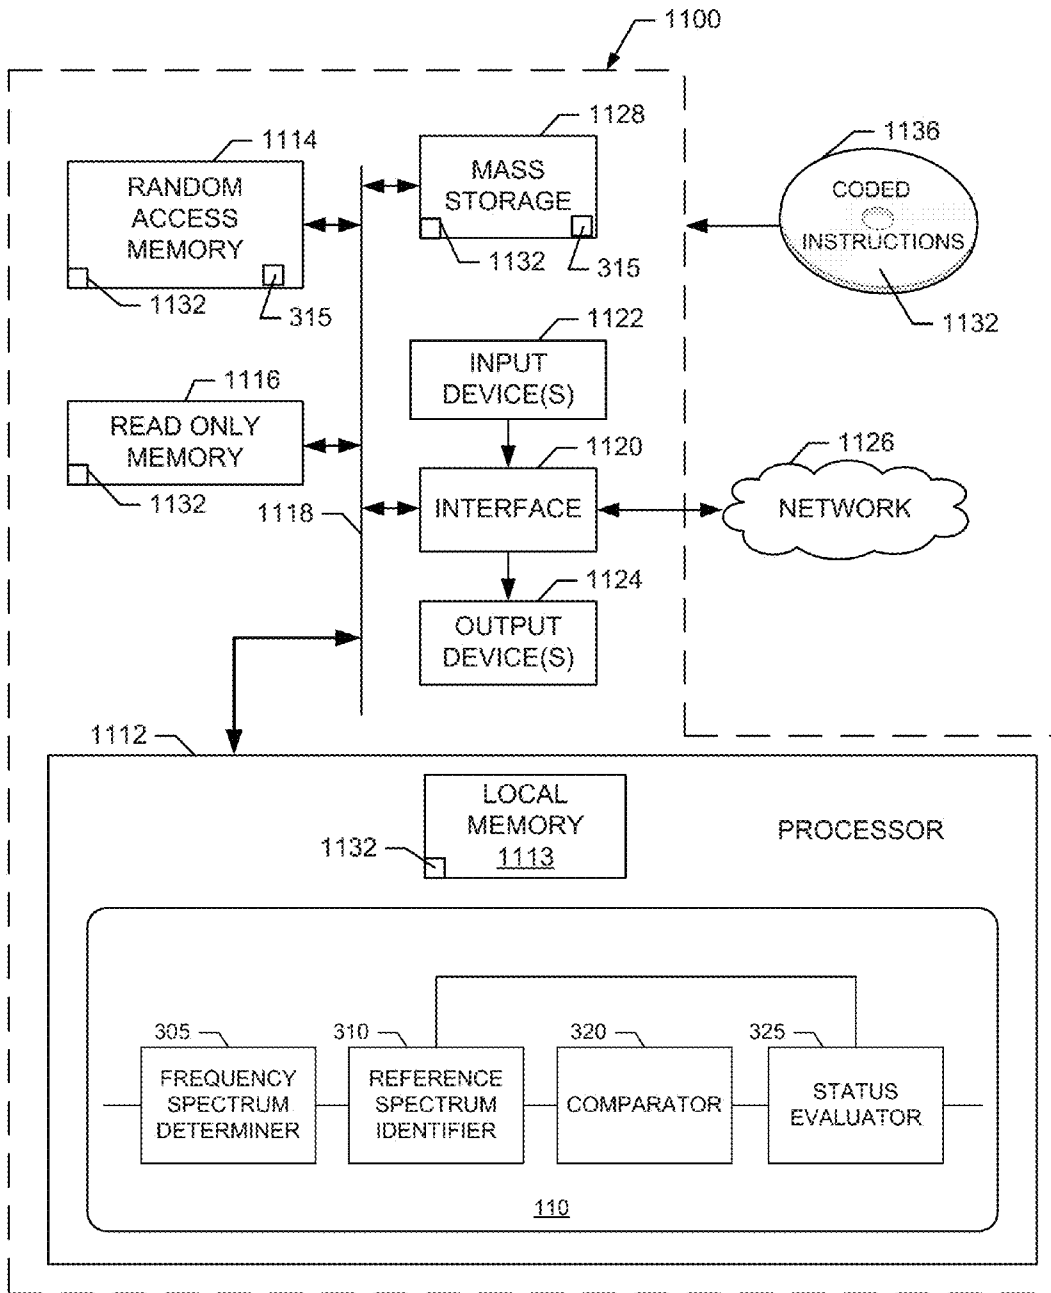 1100
1114
RANDOM
ACCESS
MEMORY
1132
315
1128
MASS
STORAGE
1132
315
1136
CODED
INSTRUCTIONS
1132
1122
INPUT
DEVICE(S)
1116
READ ONLY
MEMORY
1132
1118
1120
INTERFACE
1126
NETWORK
1124
OUTPUT
DEVICE(S)
1112
LOCAL
MEMORY
1113
1132
PROCESSOR
305
FREQUENCY
SPECTRUM
DETERMINER
310
REFERENCE
SPECTRUM
IDENTIFIER
320
COMPARATOR
325
STATUS
EVALUATOR
110